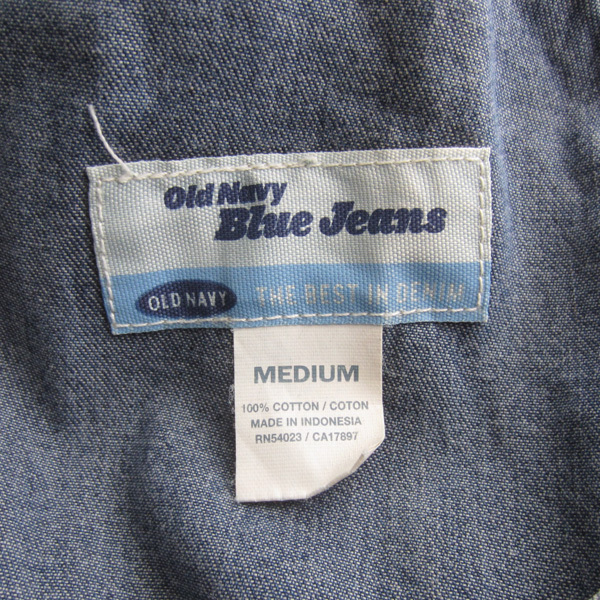 Old Navy
Blue Jeans
OLD NAVY THE BEST IN DENIM
MEDIUM
100% COTTON / COTON
MADE IN INDONESIA
RN54023 / CA17897